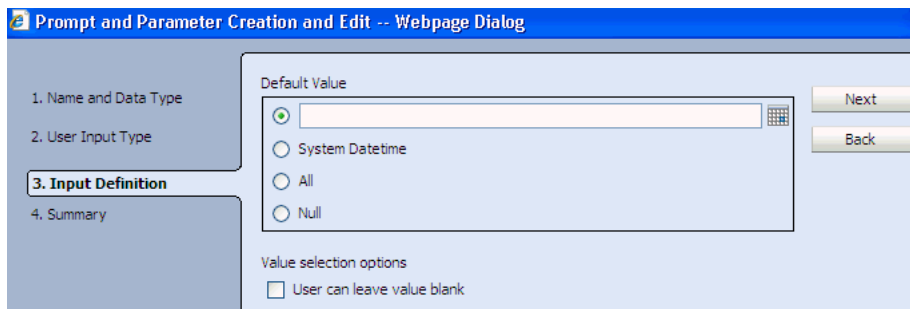 Prompt and Parameter Creation and Edit -- Webpage Dialog
1. Name and Data Type
2. User Input Type
3. Input Definition
4. Summary
Default Value
System Datetime
All
Null
Value selection options
User can leave value blank
Next
Back